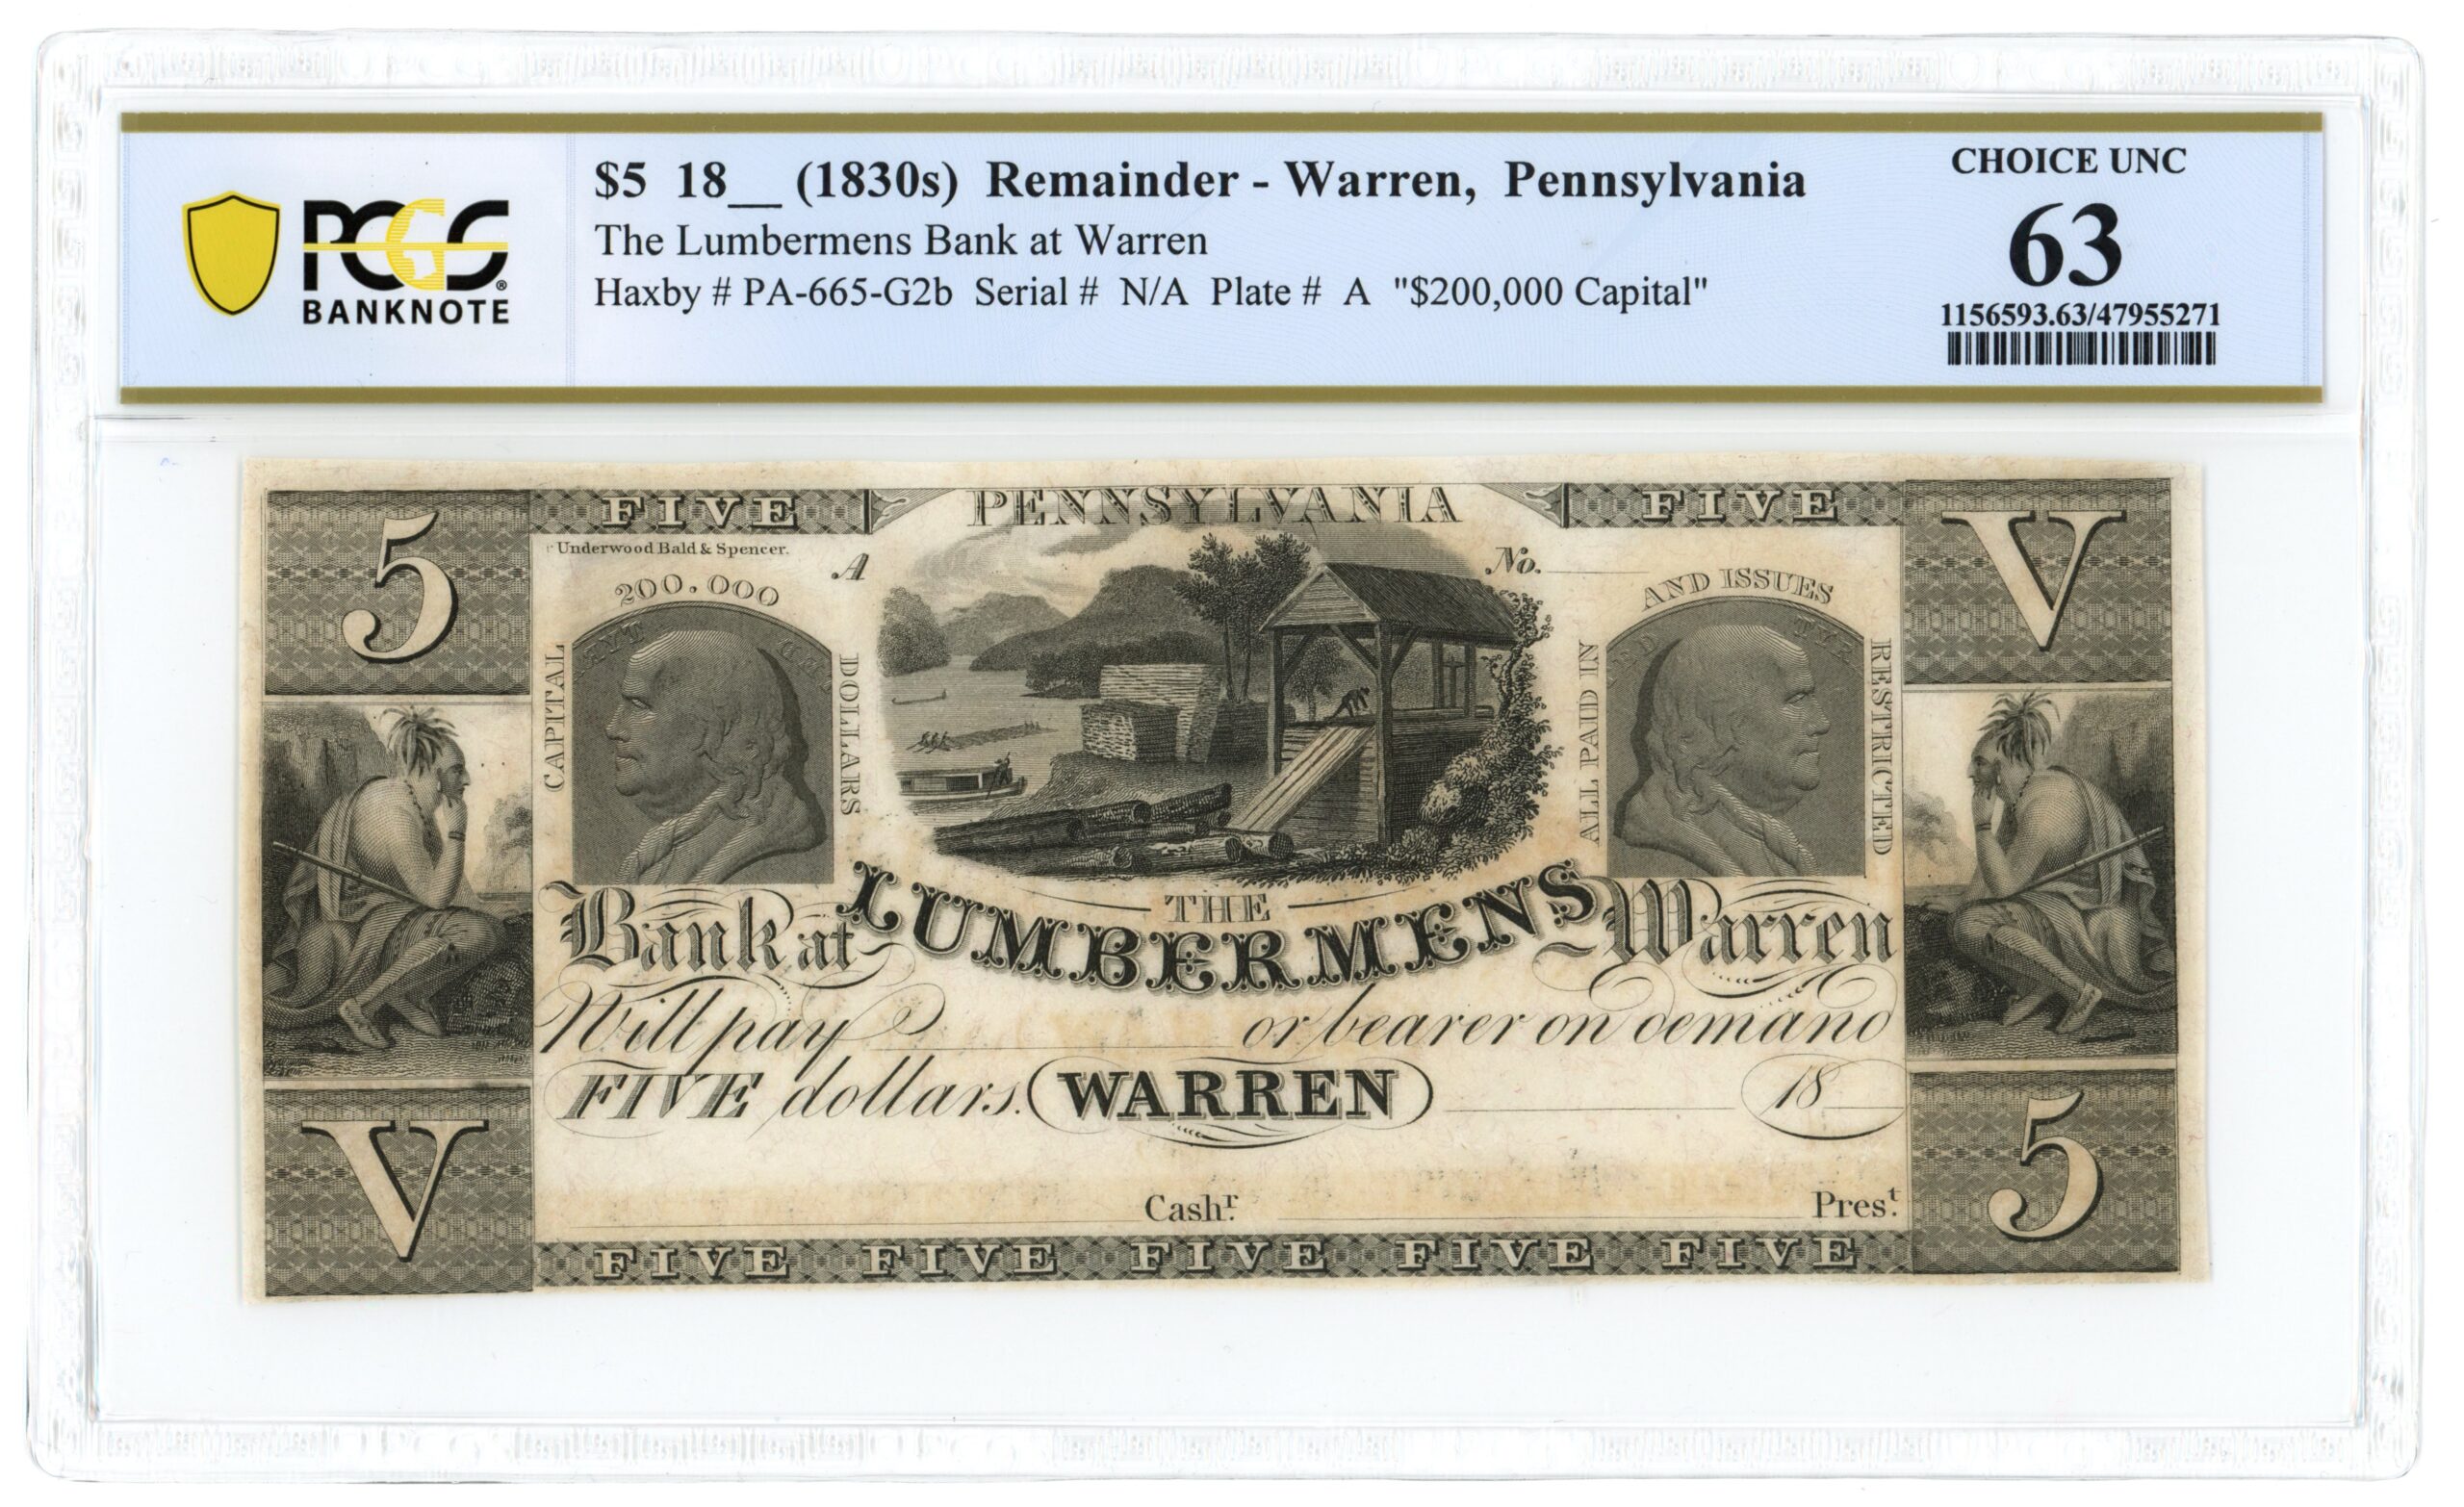 PCGS
BANKNOTE
$5 18__ (1830s) Remainder - Warren, Pennsylvania
The Lumbermens Bank at Warren
Haxby # PA-665-G2b Serial # N/A Plate # A "$200,000 Capital"
CHOICE UNC
63
1156593.63/47955271
5
FIVE
PENNSYLVANIA
FIVE
V
Underwood Bald & Spencer.
A
No.
CAPITAL
200.000
DOLLARS
ALL PAID IN
AND ISSUES
RESTRICTED
THE
LUMBERMENS
Bank at Warren
Will pay or bearer on demand
FIVE dollars. WARREN 18
V
Cashr. Prest.
5
FIVE FIVE FIVE FIVE FIVE